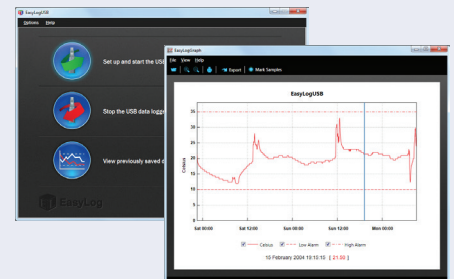 EasyLogUSB
Options Help
Set up and start the USB
Stop the USB data logge
View previously saved d
EasyLog
EasyLogGraph
File View Help
Export Mark Samples
EasyLogUSB
Celsius
35
30
25
20
15
10
5
0
Sat 00:00 Sat 12:00 Sun 00:00 Sun 12:00 Mon 00:00
Celsius Low Alarm High Alarm
15 February 2004 19:15:15 [ 21.50 ]